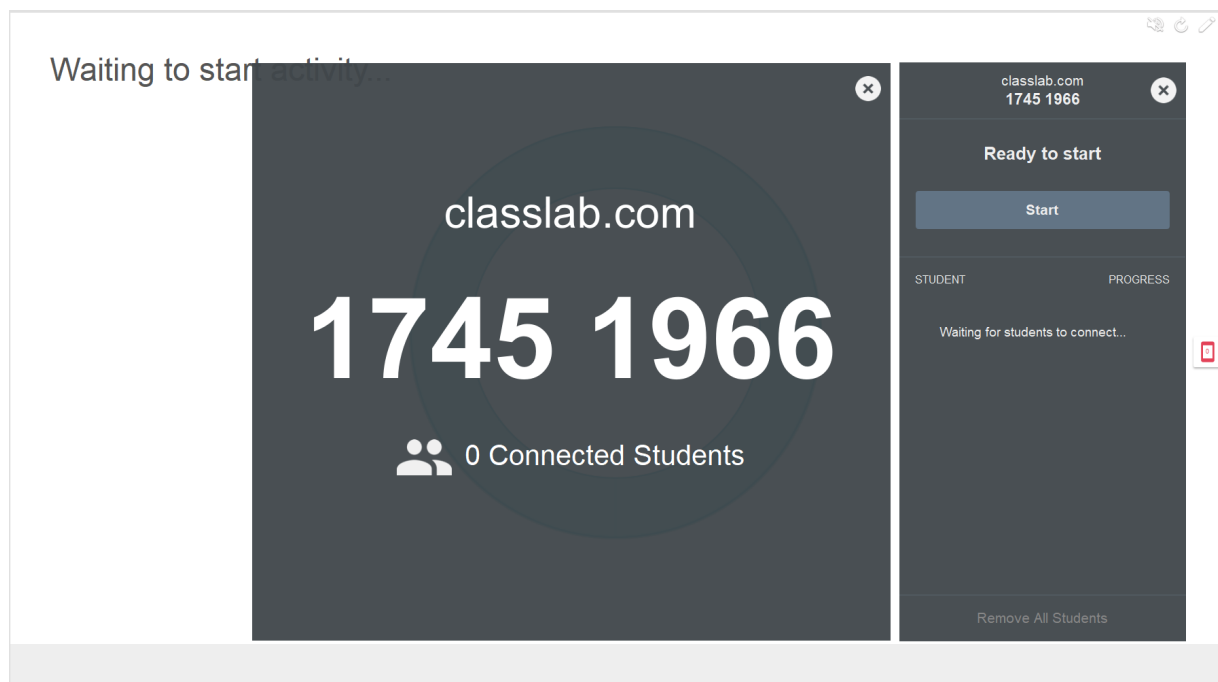 Waiting to start activity...
classlab.com
1745 1966
0 Connected Students
classlab.com
1745 1966
Ready to start
Start
STUDENT PROGRESS
Waiting for students to connect...
Remove All Students
0